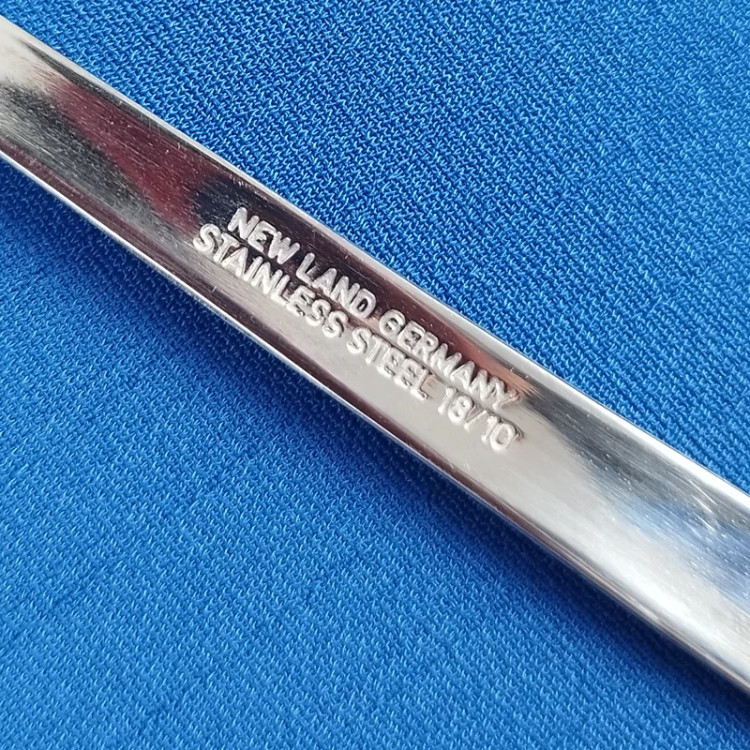 NEW LAND GERMANY
STAINLESS STEEL 18/10